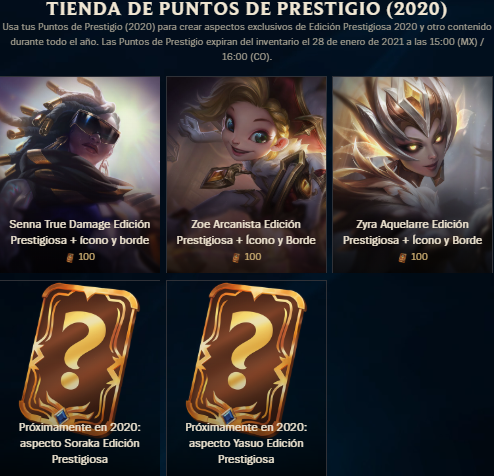 TIENDA DE PUNTOS DE PRESTIGIO (2020)
Usa tus Puntos de Prestigio (2020) para crear aspectos exclusivos de Edición Prestigiosa 2020 y otro contenido
durante todo el año. Las Puntos de Prestigio expiran del inventario el 28 de enero de 2021 a las 15:00 (MX) /
16:00 (CO).
Senna True Damage Edición
Prestigiosa + Ícono y borde
100
Zoe Arcanista Edición
Prestigiosa + Ícono y Borde
100
Zyra Aquelarre Edición
Prestigiosa + Ícono y Borde
100
?
Próximamente en 2020:
aspecto Soraka Edición
Prestigiosa
?
Próximamente en 2020:
aspecto Yasuo Edición
Prestigiosa